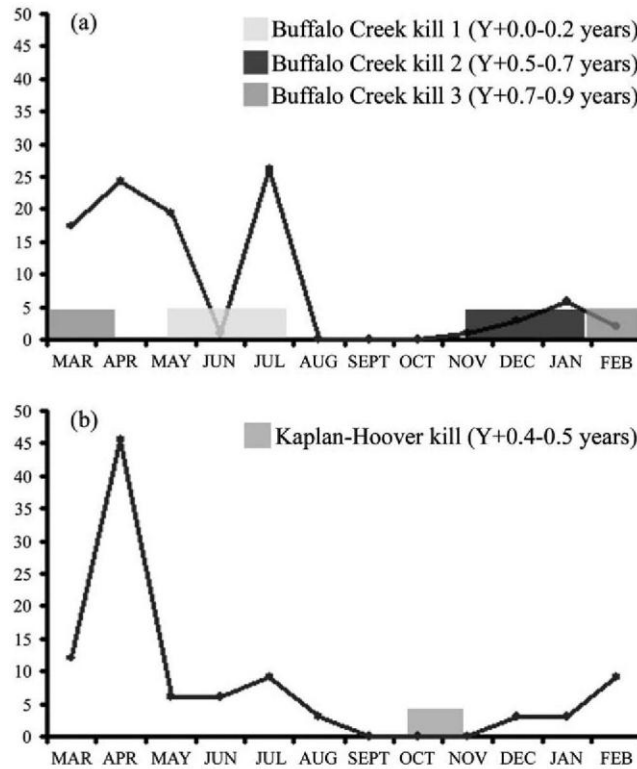 (a)
Buffalo Creek kill 1 (Y+0.0-0.2 years)
Buffalo Creek kill 2 (Y+0.5-0.7 years)
Buffalo Creek kill 3 (Y+0.7-0.9 years)
50
45
40
35
30
25
20
15
10
5
0
MAR APR MAY JUN JUL AUG SEPT OCT NOV DEC JAN FEB
(b)
Kaplan-Hoover kill (Y+0.4-0.5 years)
50
45
40
35
30
25
20
15
10
5
0
MAR APR MAY JUN JUL AUG SEPT OCT NOV DEC JAN FEB